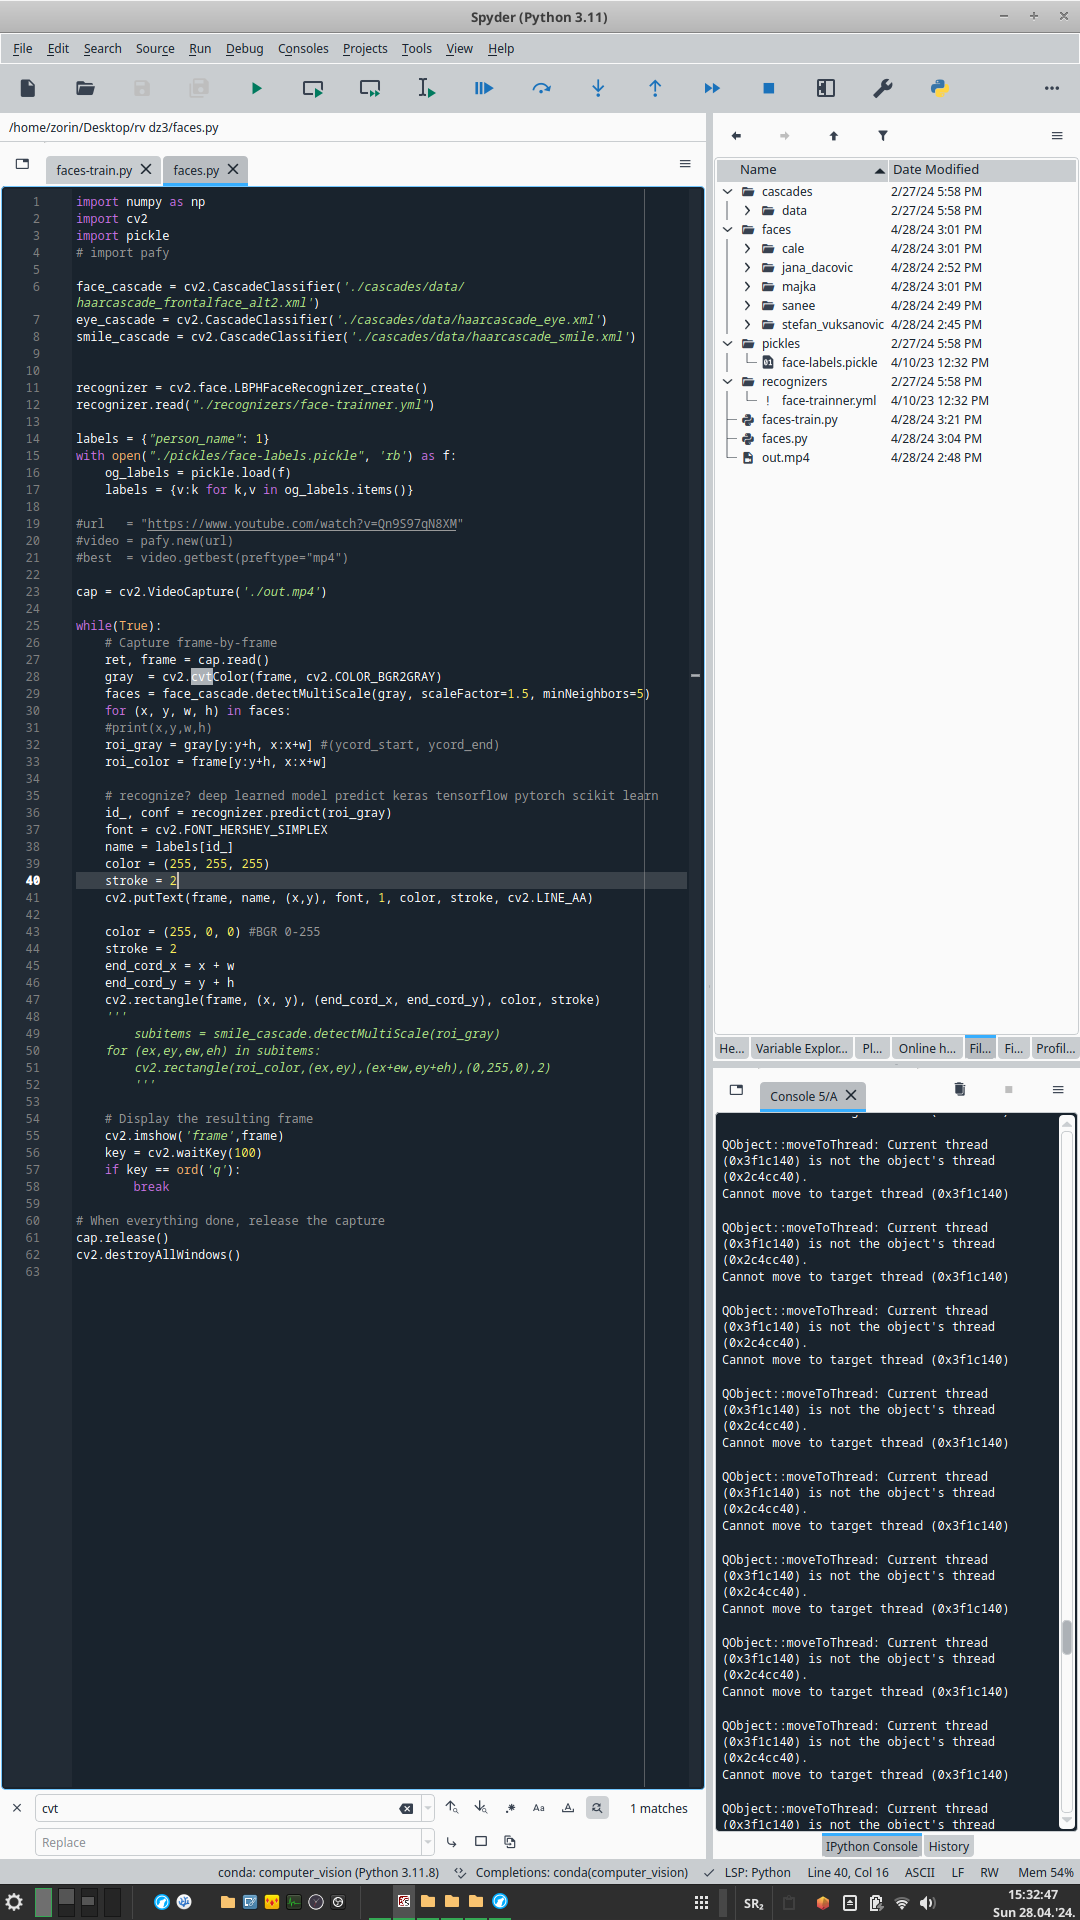 Spyder (Python 3.11)
File Edit Search Source Run Debug Consoles Projects Tools View Help
/home/zorin/Desktop/rv dz3/faces.py
faces-train.py faces.py
1 import numpy as np
2 import cv2
3 import pickle
4 # import pafy
5
6 face_cascade = cv2.CascadeClassifier('./cascades/data/
haarcascade_frontalface_alt2.xml')
7 eye_cascade = cv2.CascadeClassifier('./cascades/data/haarcascade_eye.xml')
8 smile_cascade = cv2.CascadeClassifier('./cascades/data/haarcascade_smile.xml')
9
10
11 recognizer = cv2.face.LBPHFaceRecognizer_create()
12 recognizer.read("./recognizers/face-trainner.yml")
13
14 labels = {"person_name": 1}
15 with open("./pickles/face-labels.pickle", 'rb') as f:
16 og_labels = pickle.load(f)
17 labels = {v:k for k,v in og_labels.items()}
18
19 #url = "https://www.youtube.com/watch?v=Qn9S97qN8XM"
20 #video = pafy.new(url)
21 #best = video.getbest(preftype="mp4")
22
23 cap = cv2.VideoCapture('./out.mp4')
24
25 while(True):
26 # Capture frame-by-frame
27 ret, frame = cap.read()
28 gray = cv2.cvtColor(frame, cv2.COLOR_BGR2GRAY)
29 faces = face_cascade.detectMultiScale(gray, scaleFactor=1.5, minNeighbors=5)
30 for (x, y, w, h) in faces:
31 #print(x,y,w,h)
32 roi_gray = gray[y:y+h, x:x+w] #(ycord_start, ycord_end)
33 roi_color = frame[y:y+h, x:x+w]
34
35 # recognize? deep learned model predict keras tensorflow pytorch scikit learn
36 id_, conf = recognizer.predict(roi_gray)
37 font = cv2.FONT_HERSHEY_SIMPLEX
38 name = labels[id_]
39 color = (255, 255, 255)
40 stroke = 2
41 cv2.putText(frame, name, (x,y), font, 1, color, stroke, cv2.LINE_AA)
42
43 color = (255, 0, 0) #BGR 0-255
44 stroke = 2
45 end_cord_x = x + w
46 end_cord_y = y + h
47 cv2.rectangle(frame, (x, y), (end_cord_x, end_cord_y), color, stroke)
48 '''
49 subitems = smile_cascade.detectMultiScale(roi_gray)
50 for (ex,ey,ew,eh) in subitems:
51 cv2.rectangle(roi_color,(ex,ey),(ex+ew,ey+eh),(0,255,0),2)
52 '''
53
54 # Display the resulting frame
55 cv2.imshow('frame',frame)
56 key = cv2.waitKey(100)
57 if key == ord('q'):
58 break
59
60 # When everything done, release the capture
61 cap.release()
62 cv2.destroyAllWindows()
63
cvt
1 matches
Replace
Name Date Modified
cascades 2/27/24 5:58 PM
data 2/27/24 5:58 PM
faces 4/28/24 3:01 PM
cale 4/28/24 3:01 PM
jana_dacovic 4/28/24 2:52 PM
majka 4/28/24 3:01 PM
sanee 4/28/24 2:49 PM
stefan_vuksanovic 4/28/24 2:45 PM
pickles 2/27/24 5:58 PM
face-labels.pickle 4/10/23 12:32 PM
recognizers 2/27/24 5:58 PM
face-trainner.yml 4/10/23 12:32 PM
faces-train.py 4/28/24 3:21 PM
faces.py 4/28/24 3:04 PM
out.mp4 4/28/24 2:48 PM
He... Variable Explor... Pl... Online h... Fil... Fi... Profil...
Console 5/A
QObject::moveToThread: Current thread
(0x3f1c140) is not the object's thread
(0x2c4cc40).
Cannot move to target thread (0x3f1c140)
QObject::moveToThread: Current thread
(0x3f1c140) is not the object's thread
(0x2c4cc40).
Cannot move to target thread (0x3f1c140)
QObject::moveToThread: Current thread
(0x3f1c140) is not the object's thread
(0x2c4cc40).
Cannot move to target thread (0x3f1c140)
QObject::moveToThread: Current thread
(0x3f1c140) is not the object's thread
(0x2c4cc40).
Cannot move to target thread (0x3f1c140)
QObject::moveToThread: Current thread
(0x3f1c140) is not the object's thread
(0x2c4cc40).
Cannot move to target thread (0x3f1c140)
QObject::moveToThread: Current thread
(0x3f1c140) is not the object's thread
(0x2c4cc40).
Cannot move to target thread (0x3f1c140)
QObject::moveToThread: Current thread
(0x3f1c140) is not the object's thread
(0x2c4cc40).
Cannot move to target thread (0x3f1c140)
QObject::moveToThread: Current thread
(0x3f1c140) is not the object's thread
(0x2c4cc40).
Cannot move to target thread (0x3f1c140)
QObject::moveToThread: Current thread
(0x3f1c140) is not the object's thread
IPython Console History
conda: computer_vision (Python 3.11.8) Completions: conda(computer_vision) LSP: Python Line 40, Col 16 ASCII LF RW Mem 54%
SR₂
15:32:47
Sun 28.04.'24.